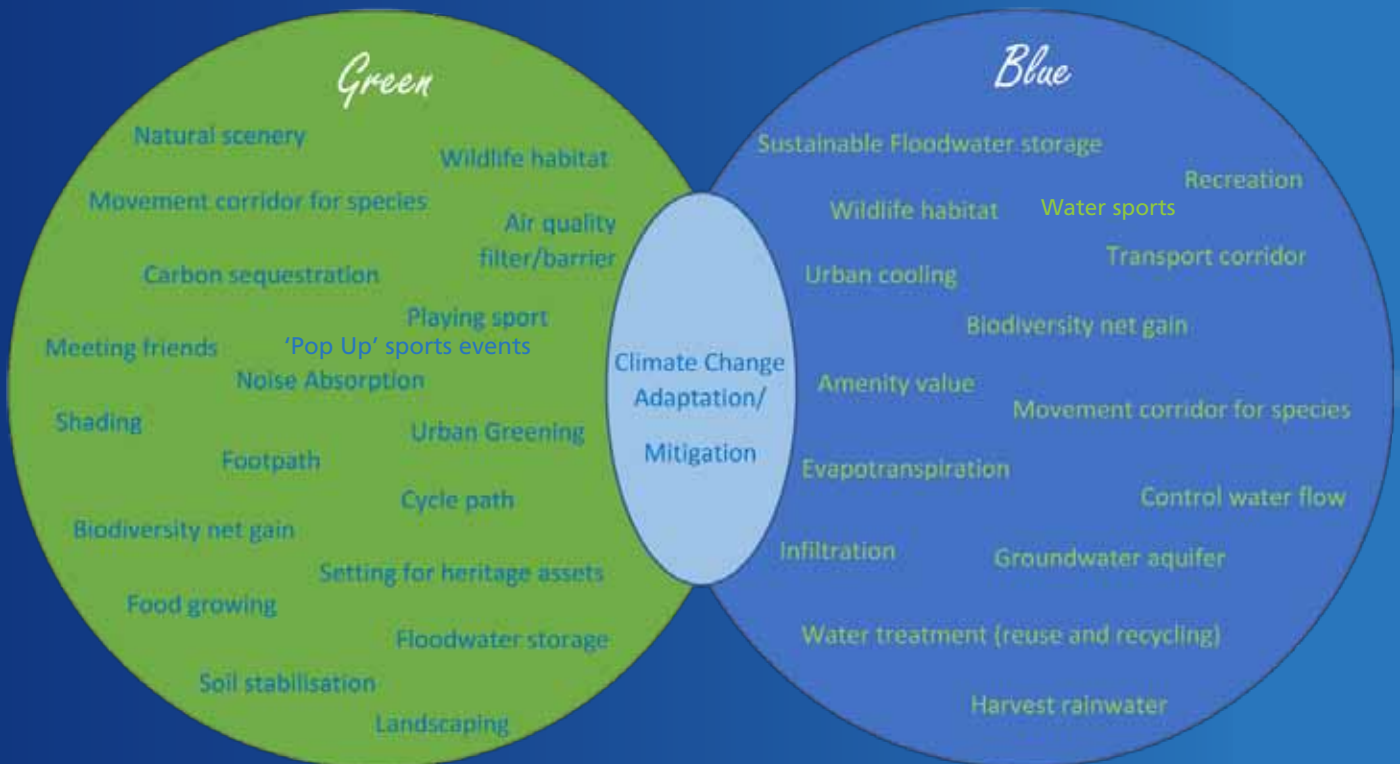 Green
Natural scenery
Wildlife habitat
Movement corridor for species
Air quality
filter/barrier
Carbon sequestration
Playing sport
Meeting friends
‘Pop Up’ sports events
Noise Absorption
Shading
Urban Greening
Footpath
Cycle path
Biodiversity net gain
Setting for heritage assets
Food growing
Floodwater storage
Soil stabilisation
Landscaping
Climate Change
Adaptation/
Mitigation
Blue
Sustainable Floodwater storage
Recreation
Wildlife habitat
Water sports
Transport corridor
Urban cooling
Biodiversity net gain
Amenity value
Movement corridor for species
Evapotranspiration
Control water flow
Infiltration
Groundwater aquifer
Water treatment (reuse and recycling)
Harvest rainwater